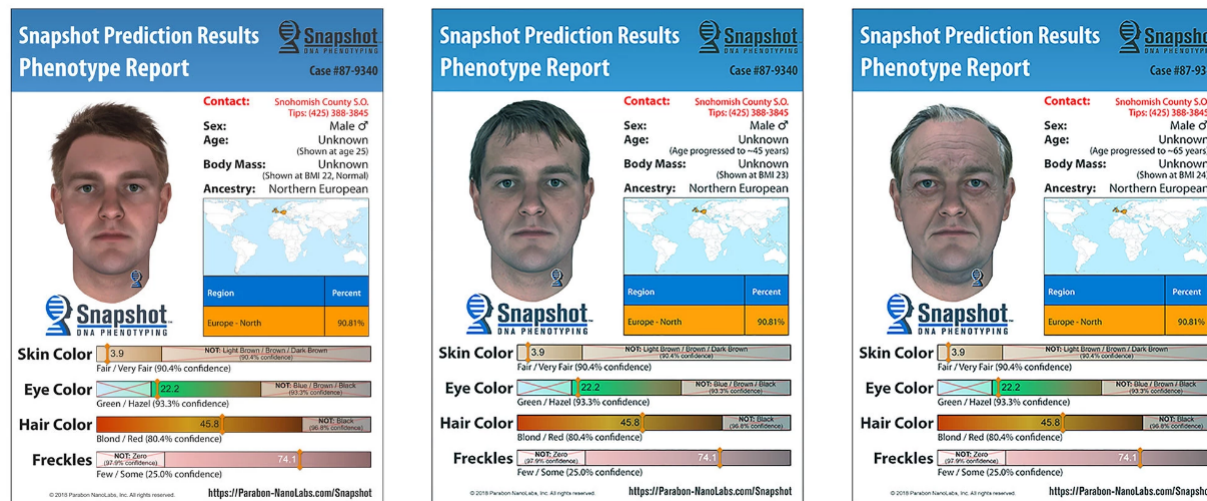 Snapshot Prediction Results
Phenotype Report
Snapshot
DNA PHENOTYPING
Case #87-9340
Contact: Snohomish County S.O.
Tips: (425) 388-3845
Sex: Male ♂
Age: Unknown
(Shown at age 25)
Body Mass: Unknown
(Shown at BMI 22, Normal)
Ancestry: Northern European
Region Percent
Europe - North 90.81%
Snapshot™
DNA PHENOTYPING
Skin Color 3.9 NOT: Light Brown / Brown / Dark Brown
(90.4% confidence)
Fair / Very Fair (90.4% confidence)
Eye Color 22.2 NOT: Blue / Brown / Black
(93.3% confidence)
Green / Hazel (93.3% confidence)
Hair Color 45.8 NOT: Black
(96.8% confidence)
Blond / Red (80.4% confidence)
Freckles NOT: Zero
(97.9% confidence)
74.1
Few / Some (25.0% confidence)
© 2018 Parabon NanoLabs, Inc. All rights reserved. https://Parabon-NanoLabs.com/Snapshot
Snapshot Prediction Results
Phenotype Report
Snapshot
DNA PHENOTYPING
Case #87-9340
Contact: Snohomish County S.O.
Tips: (425) 388-3845
Sex: Male ♂
Age: Unknown
(Age progressed to ~45 years)
Body Mass: Unknown
(Shown at BMI 23)
Ancestry: Northern European
Region Percent
Europe - North 90.81%
Snapshot™
DNA PHENOTYPING
Skin Color 3.9 NOT: Light Brown / Brown / Dark Brown
(90.4% confidence)
Fair / Very Fair (90.4% confidence)
Eye Color 22.2 NOT: Blue / Brown / Black
(93.3% confidence)
Green / Hazel (93.3% confidence)
Hair Color 45.8 NOT: Black
(96.8% confidence)
Blond / Red (80.4% confidence)
Freckles NOT: Zero
(97.9% confidence)
74.1
Few / Some (25.0% confidence)
© 2018 Parabon NanoLabs, Inc. All rights reserved. https://Parabon-NanoLabs.com/Snapshot
Snapshot Prediction Results
Phenotype Report
Snapsho
DNA PHENOTYPING
Case #87-93
Contact: Snohomish County S.O
Tips: (425) 388-3845
Sex: Male ♂
Age: Unknown
(Age progressed to ~65 years)
Body Mass: Unknown
(Shown at BMI 24)
Ancestry: Northern European
Region Percent
Europe - North 90.81%
Snapshot™
DNA PHENOTYPING
Skin Color 3.9 NOT: Light Brown / Brown / Dark Brown
(90.4% confidence)
Fair / Very Fair (90.4% confidence)
Eye Color 22.2 NOT: Blue / Brown / Black
(93.3% confidence)
Green / Hazel (93.3% confidence)
Hair Color 45.8 NOT: Black
(96.8% confidence)
Blond / Red (80.4% confidence)
Freckles NOT: Zero
(97.9% confidence)
74.1
Few / Some (25.0% confidence)
© 2018 Parabon NanoLabs, Inc. All rights reserved. https://Parabon-NanoLabs.com/Snapsho